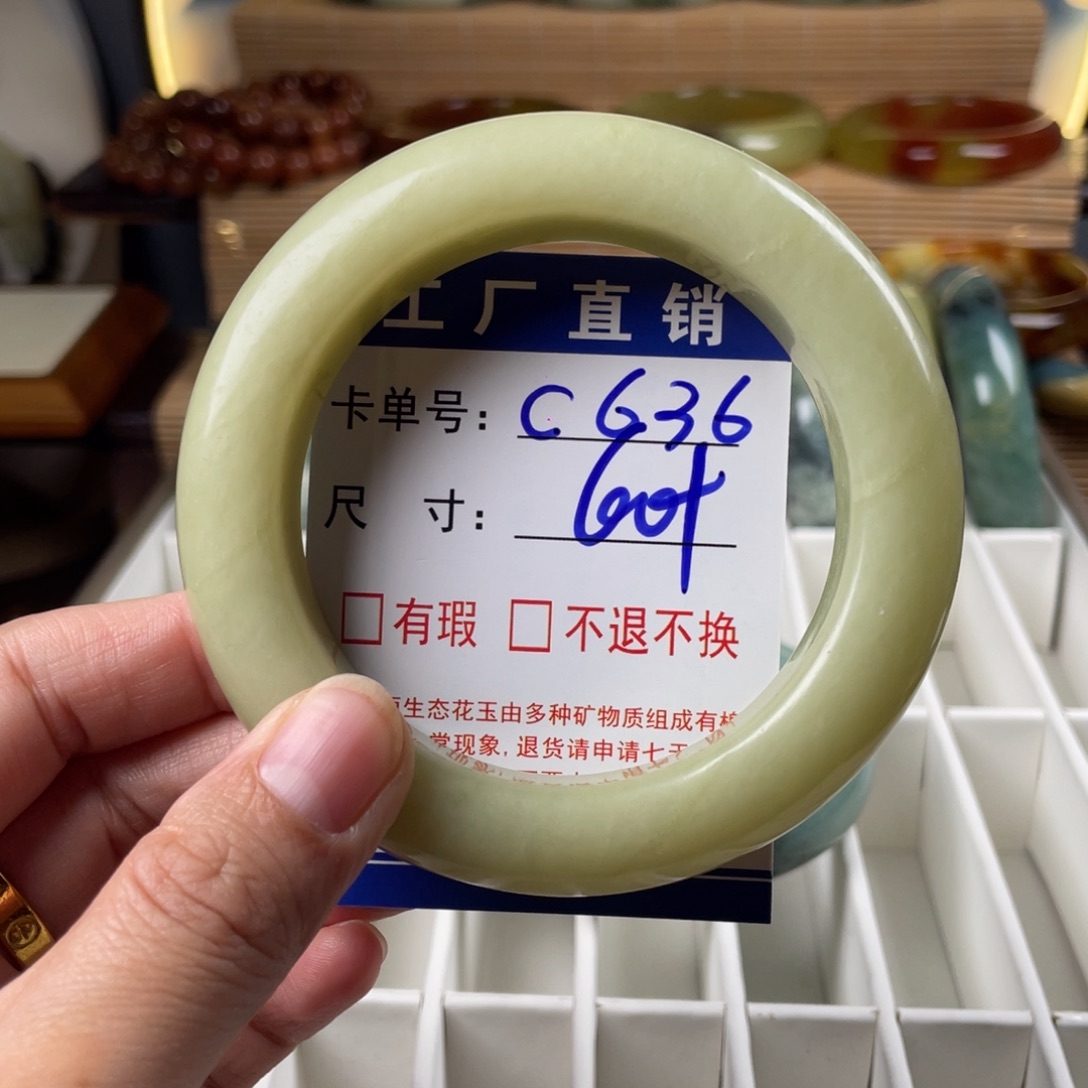 工厂直销
卡单号: C636
尺 寸: 60+
□有瑕 □不退不换
生态花玉由多种矿物质组成有
常现象,退货请申请七天